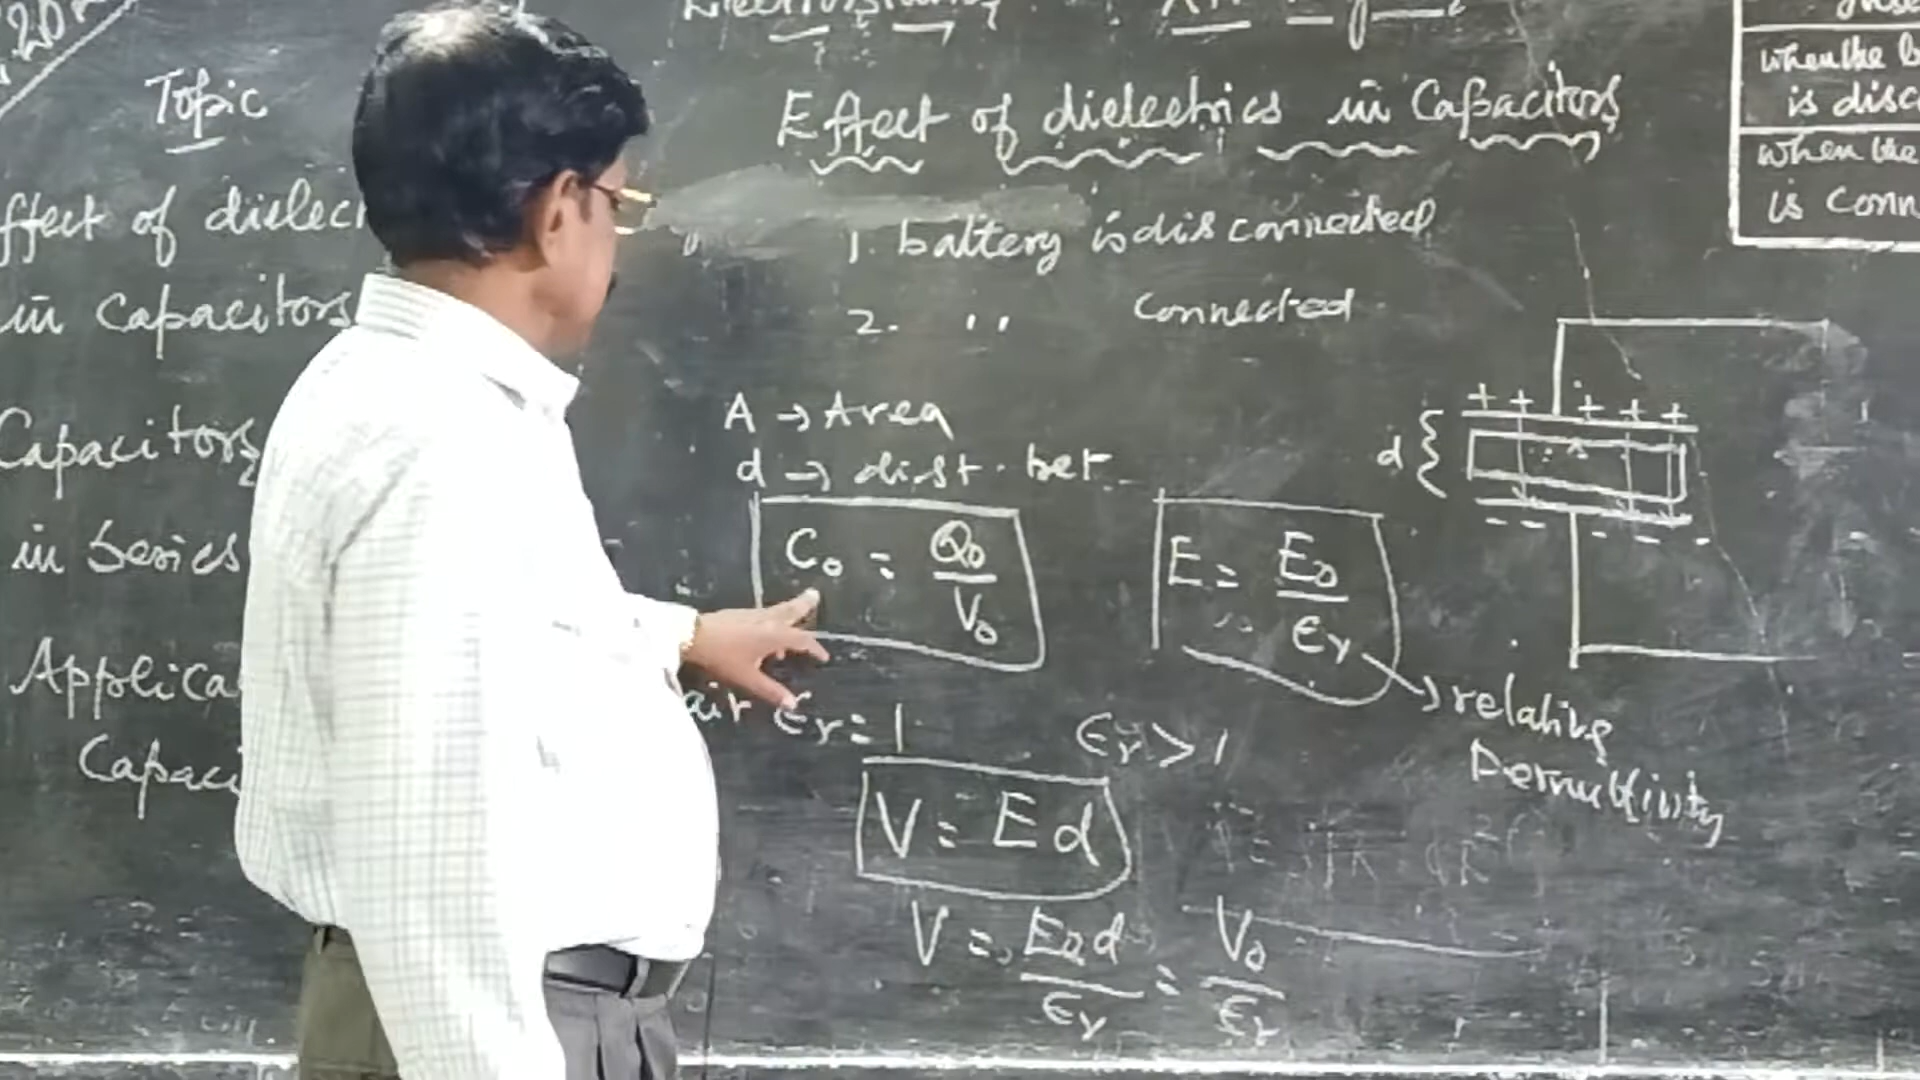 Topic
ffect of dielec
in Capacitors
Capacitors
in series
Applica
Capaci
Effect of dielectrics in Capacitors
1. battery is disconnected
2. ,, connected
A → Area
d → dist. bet.
C₀ = Q₀/V₀
E = E₀/εr
→ relative
Permittivity
air εr = 1
εr > 1
V = Ed
V = E₀d/εr = V₀/εr
d
+ + + + +
- - - - -
when the b
is disc
when the
is conn